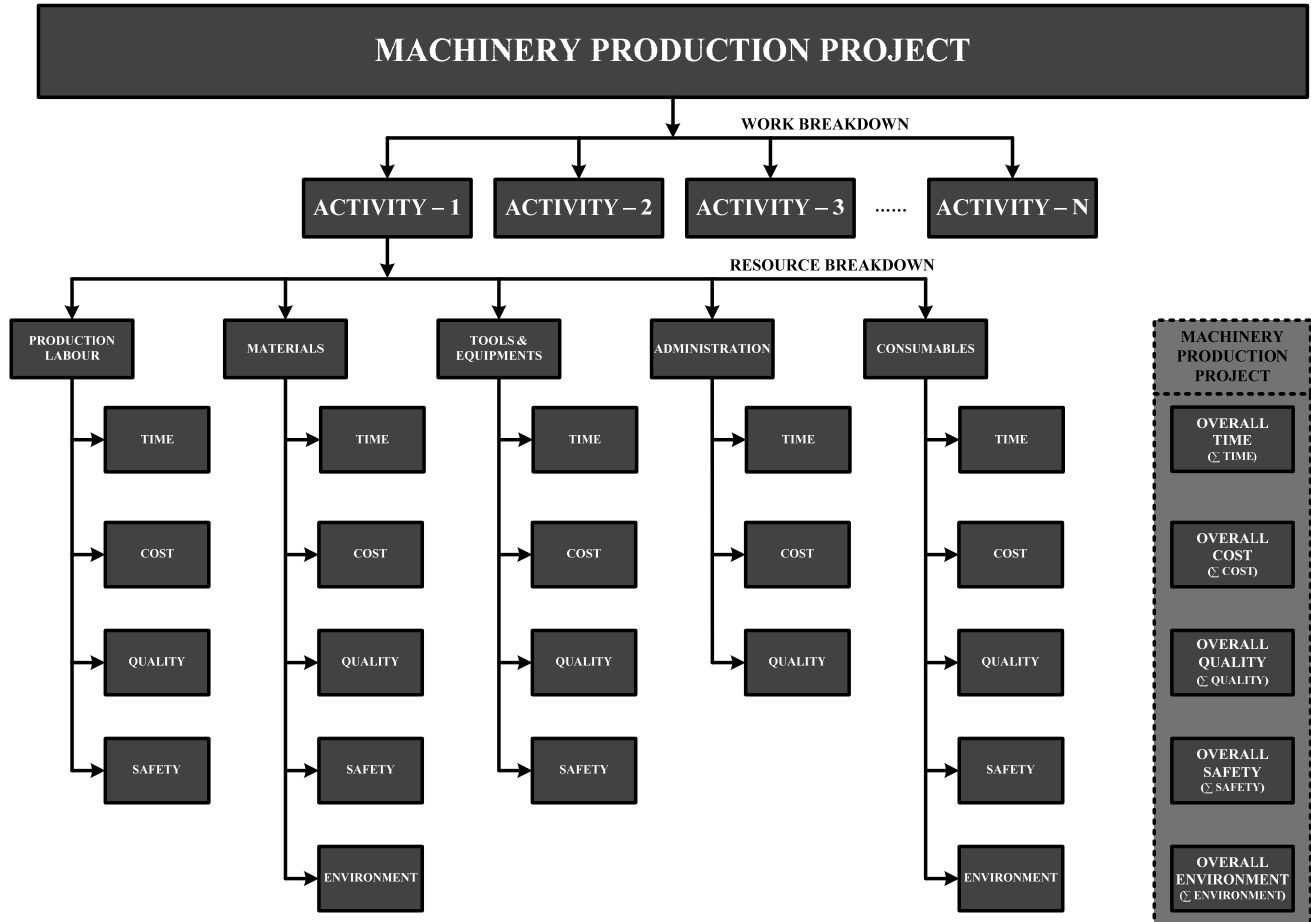 MACHINERY PRODUCTION PROJECT
WORK BREAKDOWN
ACTIVITY – 1
ACTIVITY – 2
ACTIVITY – 3
......
ACTIVITY – N
RESOURCE BREAKDOWN
PRODUCTION
LABOUR
MATERIALS
TOOLS &
EQUIPMENTS
ADMINISTRATION
CONSUMABLES
MACHINERY
PRODUCTION
PROJECT
TIME
TIME
TIME
TIME
TIME
OVERALL
TIME
(∑ TIME)
COST
COST
COST
COST
COST
OVERALL
COST
(∑ COST)
QUALITY
QUALITY
QUALITY
QUALITY
QUALITY
OVERALL
QUALITY
(∑ QUALITY)
SAFETY
SAFETY
SAFETY
SAFETY
OVERALL
SAFETY
(∑ SAFETY)
ENVIRONMENT
ENVIRONMENT
OVERALL
ENVIRONMENT
(∑ ENVIRONMENT)